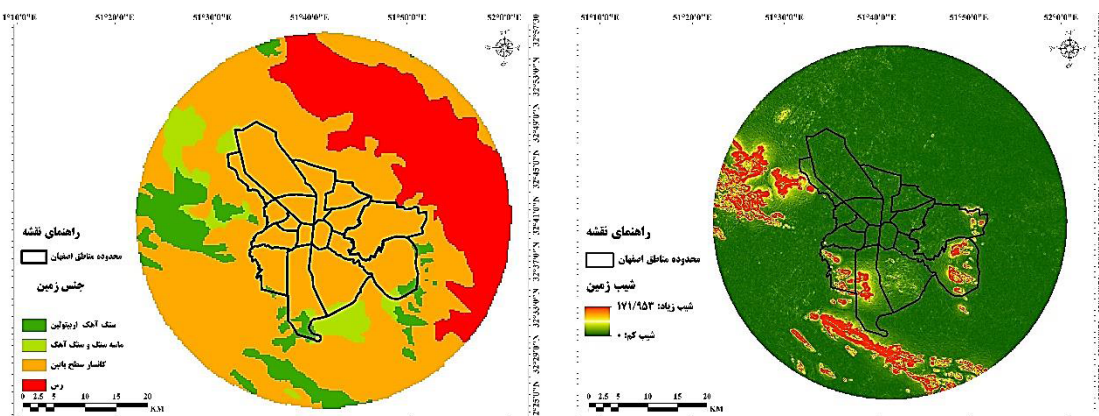 51°20'0"E 51°30'0"E 51°40'0"E 51°50'0"E 52°0'0"E
راهنمای نقشه
محدوده مناطق اصفهان
جنس زمین
سنگ آهک اربیتولین
ماسه سنگ و سنگ آهک
کانسار سطح پایین
رس
0 2.5 5 10 15 20
KM
51°10'0"E 51°20'0"E 51°30'0"E 51°40'0"E 51°50'0"E 52°0'0"E
راهنمای نقشه
محدوده مناطق اصفهان
شیب زمین
شیب زیاد: ۱۷۱/۹۵۳
شیب کم: ۰
0 2.5 5 10 15 20
KM